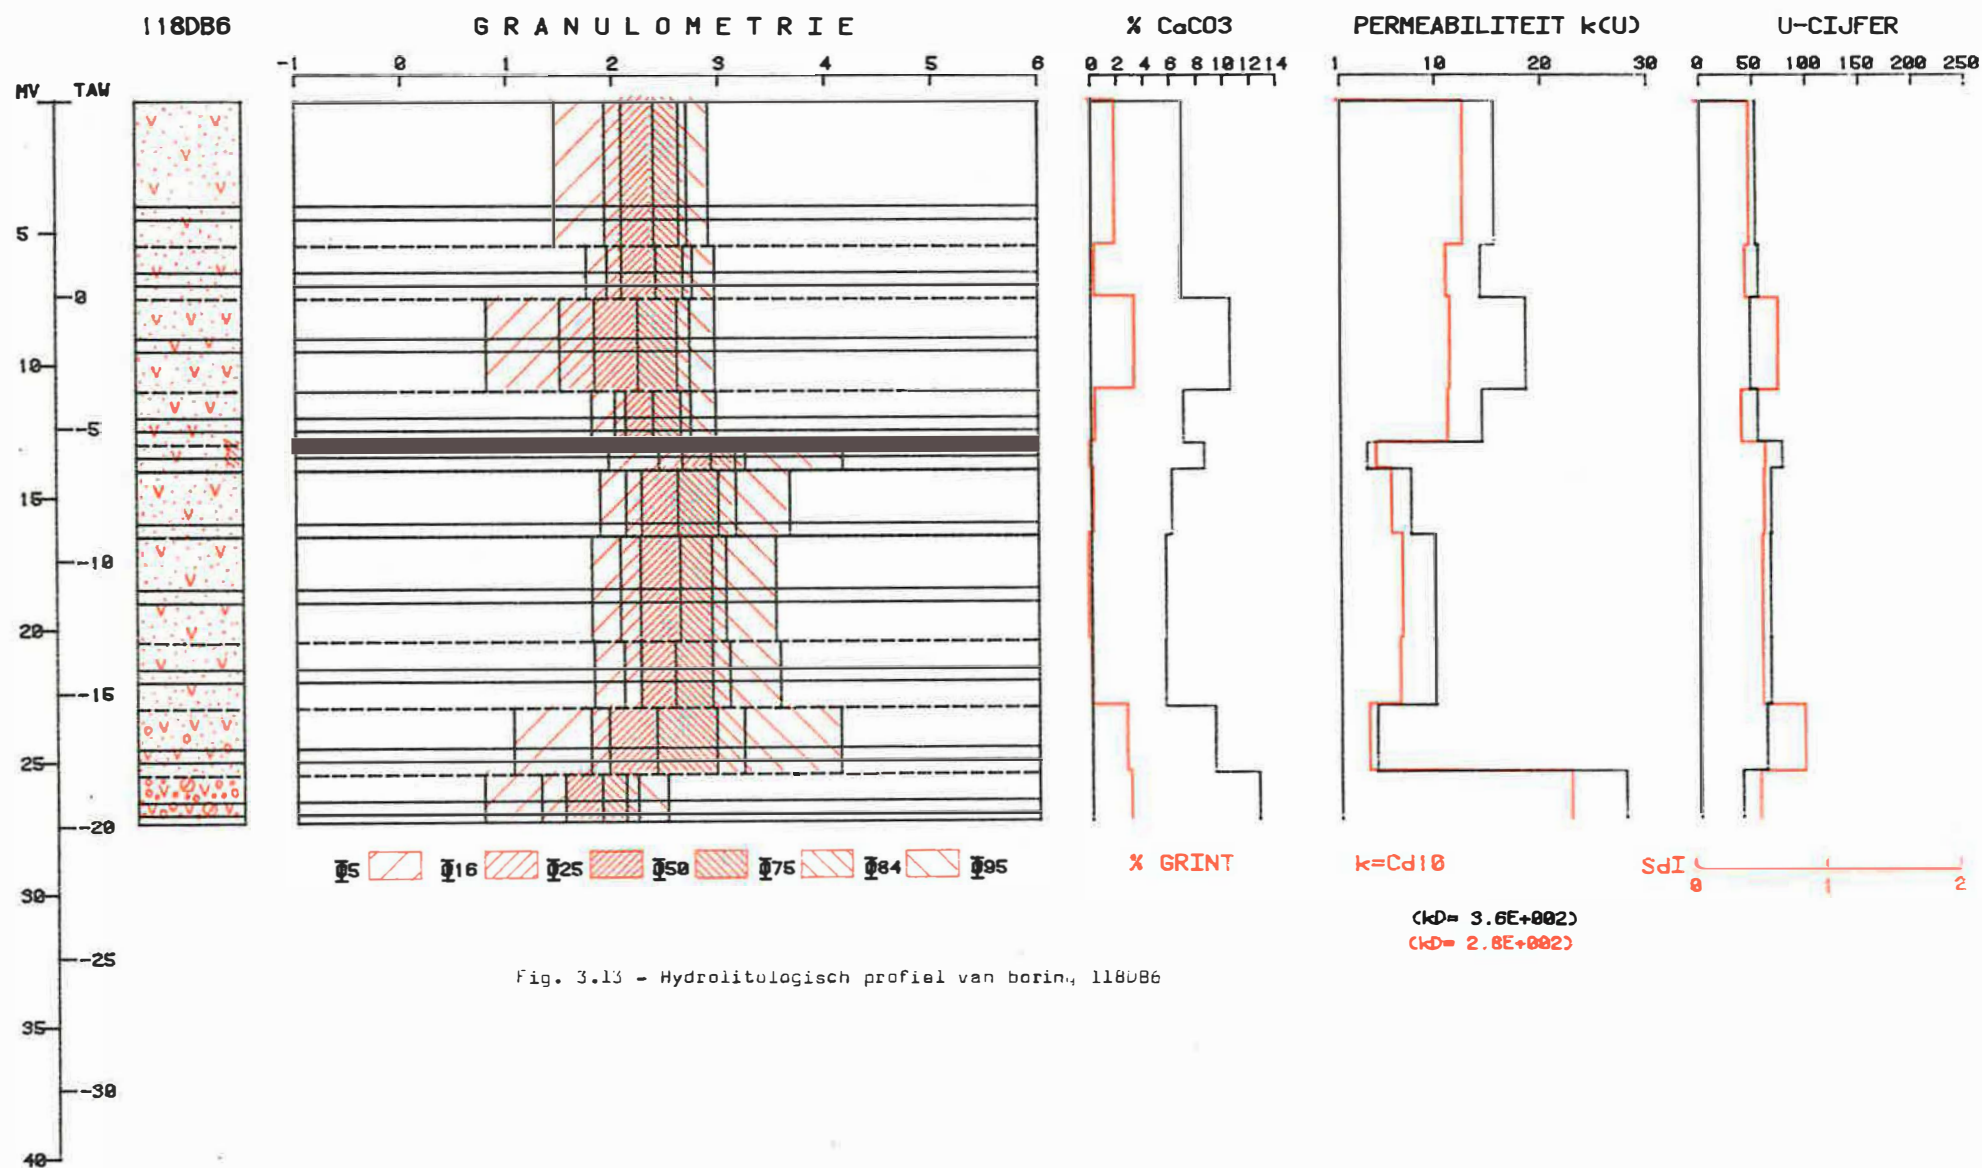 118DB6 GRANULOMETRIE % CaCO3 PERMEABILITEIT k(U) U-CIJFER
-1 0 1 2 3 4 5 6 0 2 4 6 8 10 12 14 1 10 20 30 0 50 100 150 200 250
MV TAW
5
0
10
-5
15
-10
20
-15
25
-20
Φ5 Φ16 Φ25 Φ50 Φ75 Φ84 Φ95 % GRINT k=Cd10 SdI 0 1 2
30
(kD= 3.6E+002)
(kD= 2.8E+002)
-25
Fig. 3.13 - Hydrolitologisch profiel van boring 118DB6
35
-30
40